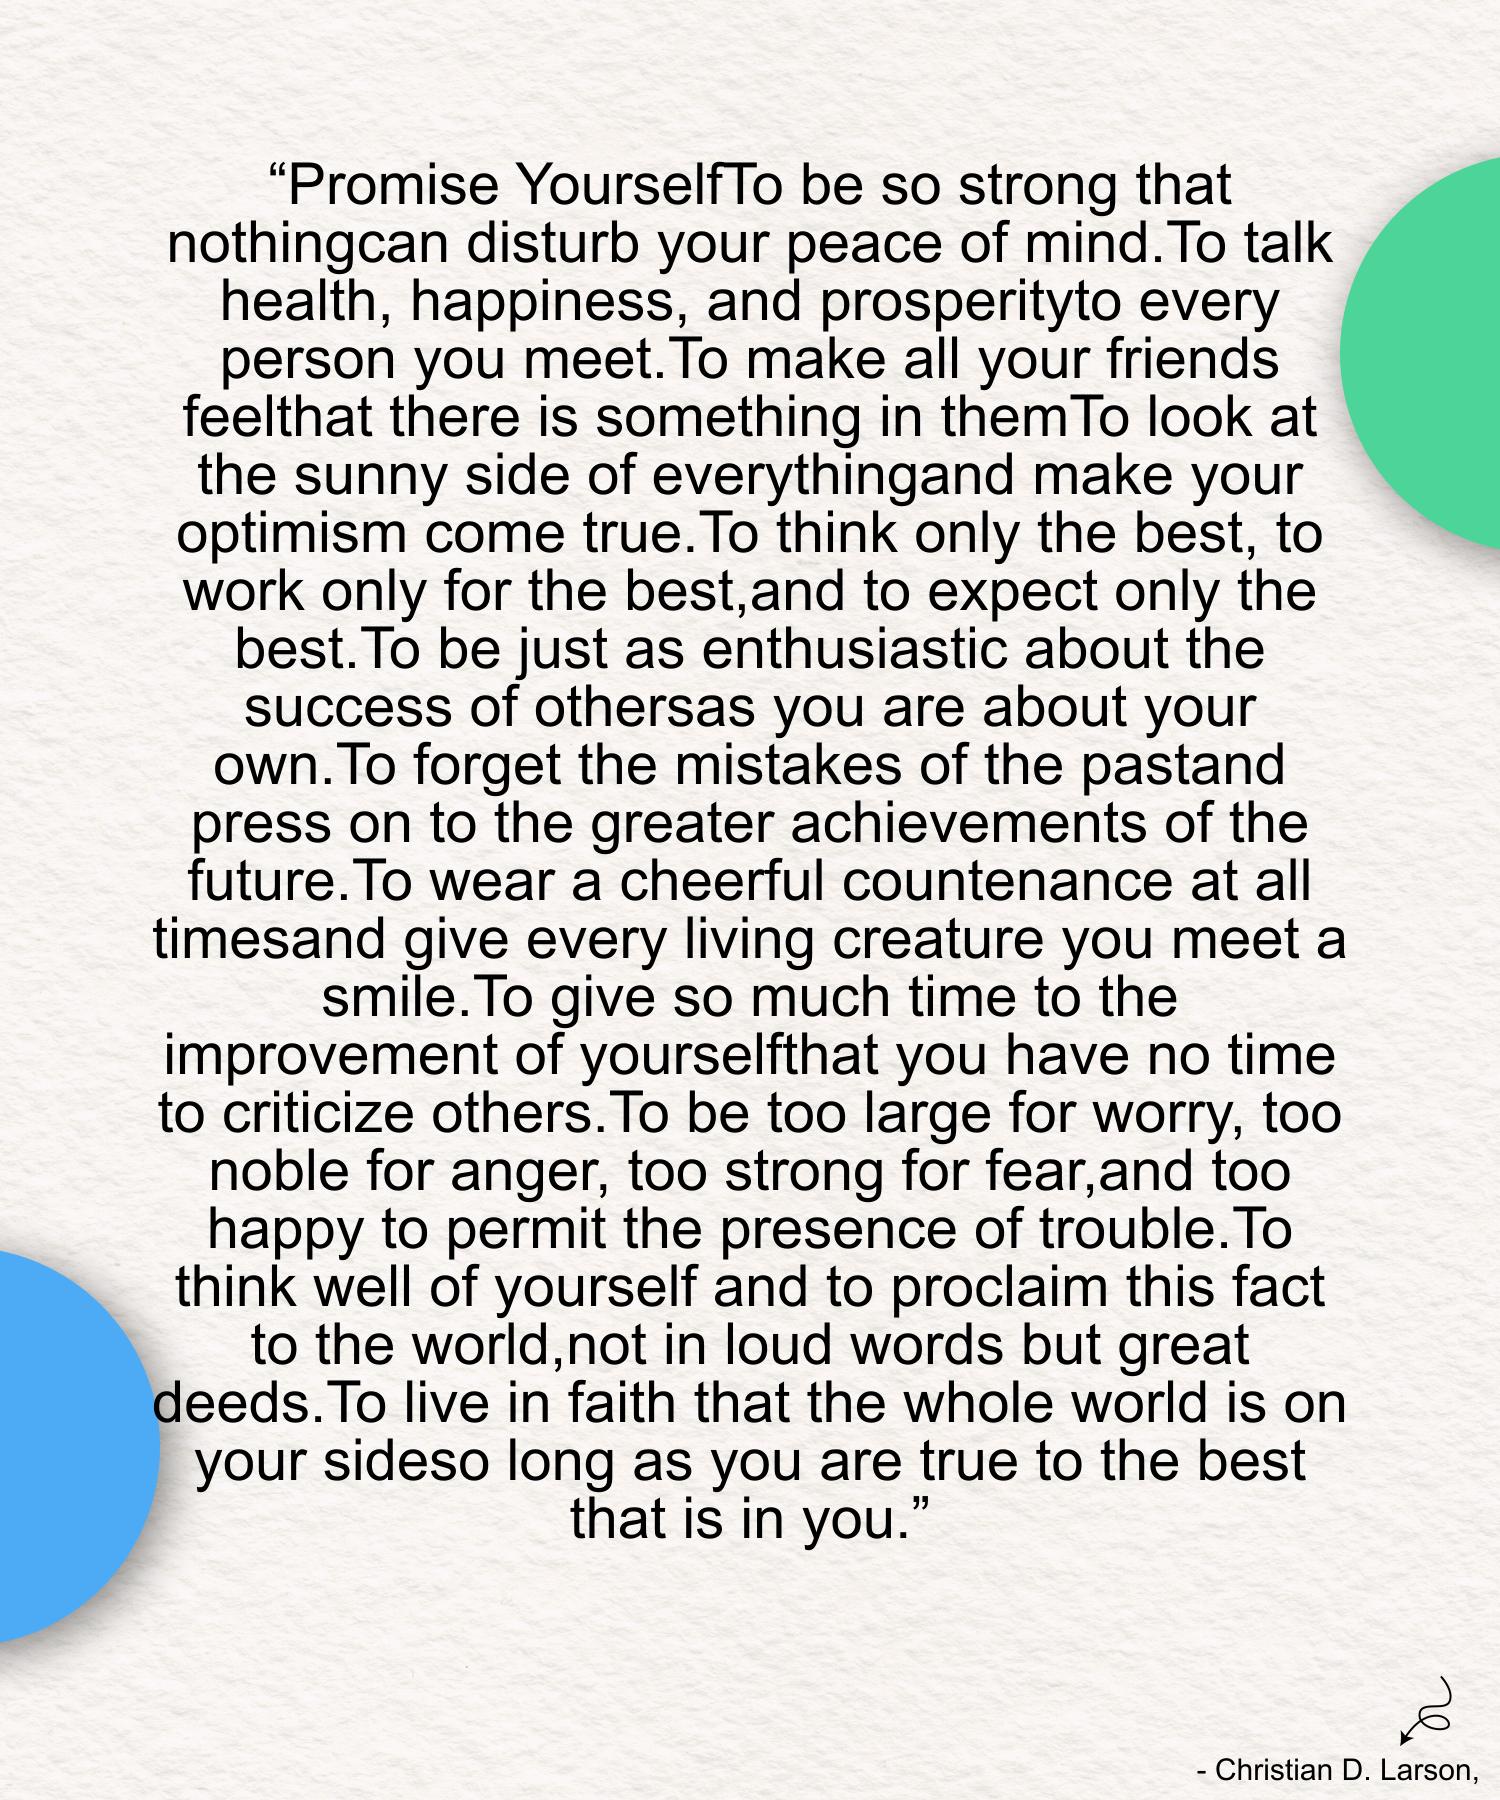 “Promise YourselfTo be so strong that
nothingcan disturb your peace of mind.To talk
health, happiness, and prosperityto every
person you meet.To make all your friends
feelthat there is something in themTo look at
the sunny side of everythingand make your
optimism come true.To think only the best, to
work only for the best,and to expect only the
best.To be just as enthusiastic about the
success of othersas you are about your
own.To forget the mistakes of the pastand
press on to the greater achievements of the
future.To wear a cheerful countenance at all
timesand give every living creature you meet a
smile.To give so much time to the
improvement of yourselfthat you have no time
to criticize others.To be too large for worry, too
noble for anger, too strong for fear,and too
happy to permit the presence of trouble.To
think well of yourself and to proclaim this fact
to the world,not in loud words but great
deeds.To live in faith that the whole world is on
your sideso long as you are true to the best
that is in you.”
- Christian D. Larson,